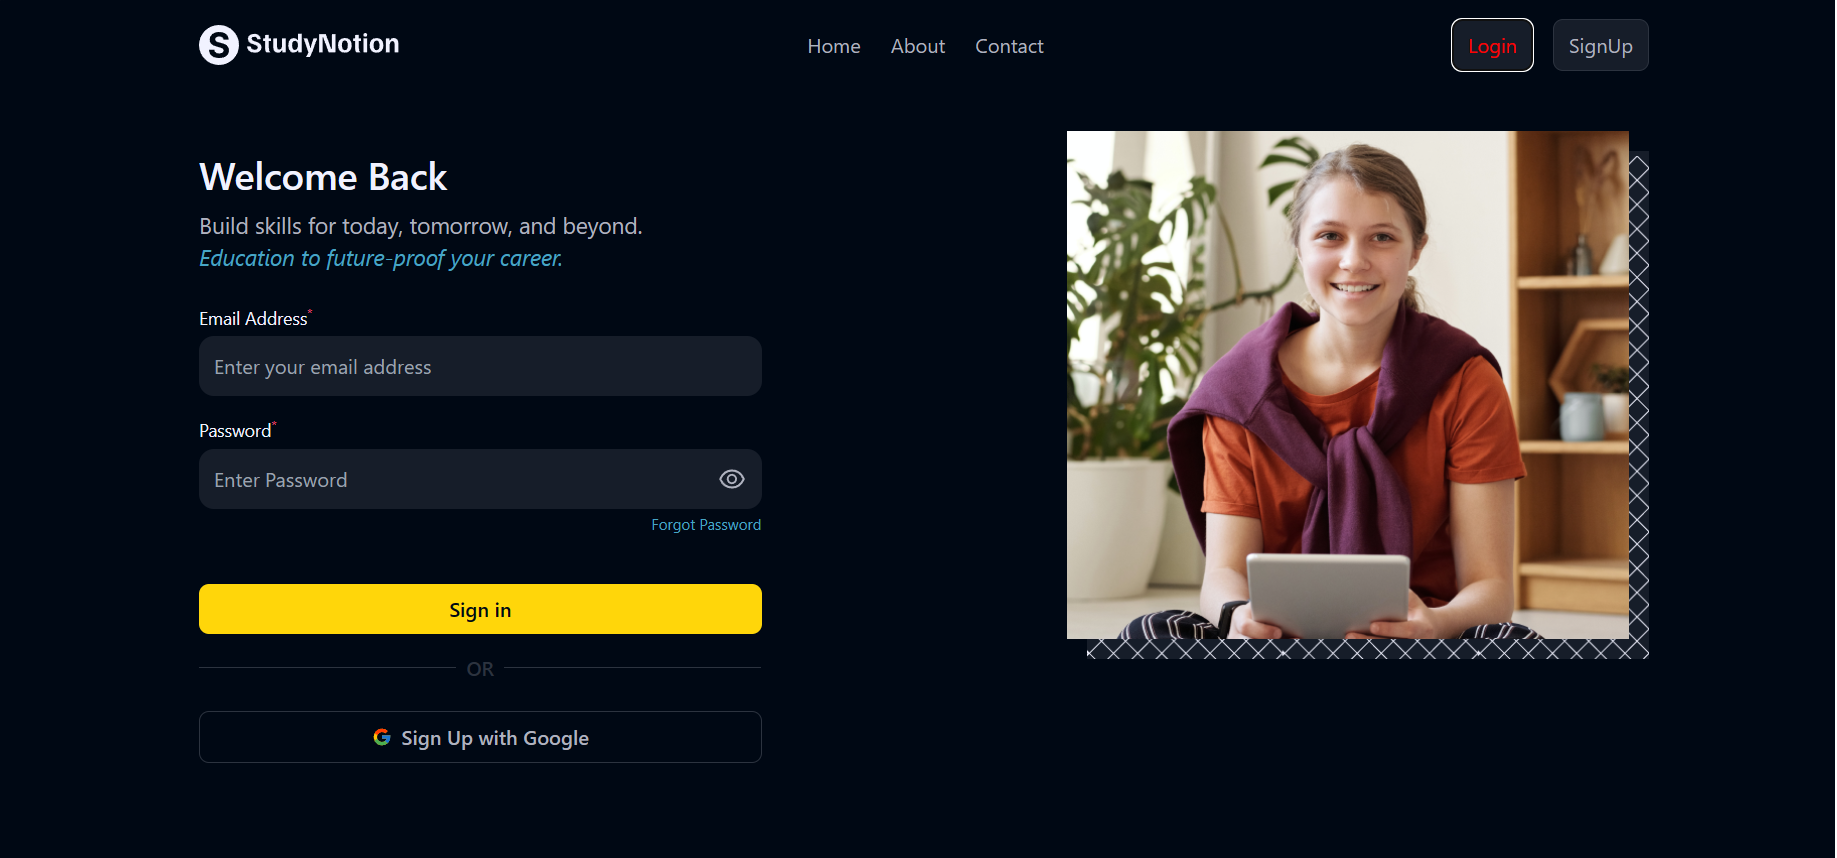 StudyNotion
Home About Contact
Login SignUp
Welcome Back
Build skills for today, tomorrow, and beyond.
Education to future-proof your career.
Email Address*
Enter your email address
Password*
Enter Password
Forgot Password
Sign in
OR
Sign Up with Google